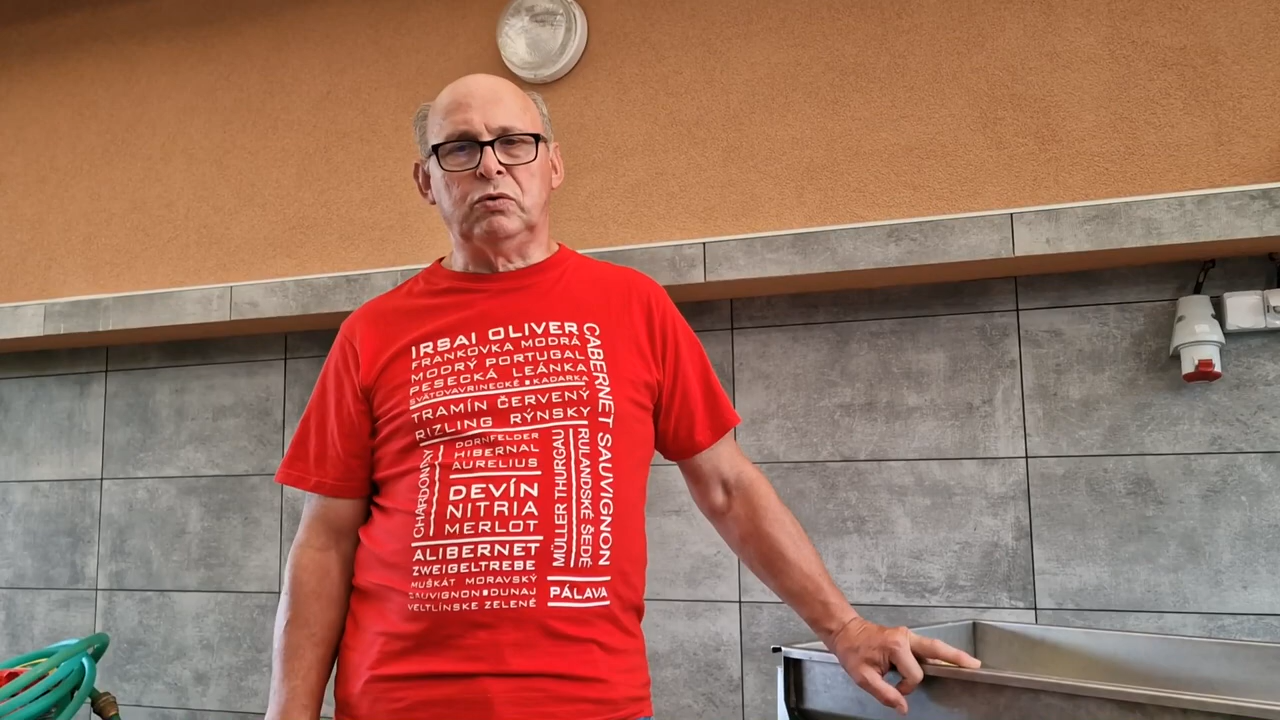 IRSAI OLIVER
FRANKOVKA MODRÁ
MODRÝ PORTUGAL
PESECKÁ LEÁNKA
SVÄTOVAVRINECKÉ ■ KADARKA
TRAMÍN ČERVENÝ
RIZLING RÝNSKY
CABERNET SAUVIGNON
CHARDONAY
DORNFELDER
HIBERNAL
AURELIUS
DEVÍN
NITRIA
MERLOT
MÜLLER THURGAU
RULANDSKÉ ŠEDÉ
ALIBERNET
ZWEIGELTREBE
MUŠKÁT MORAVSKÝ
SAUVIGNON ■ DUNAJ
VELTLÍNSKE ZELENÉ
PÁLAVA